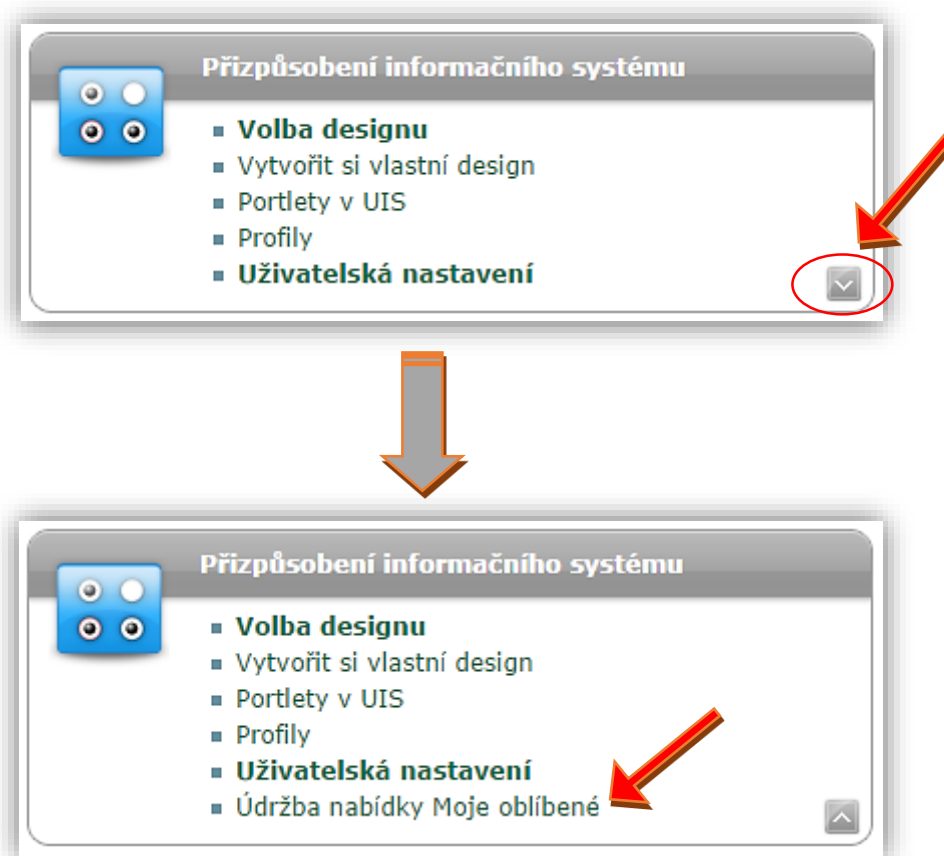 Přizpůsobení informačního systému
Volba designu
Vytvořit si vlastní design
Portlety v UIS
Profily
Uživatelská nastavení
Přizpůsobení informačního systému
Volba designu
Vytvořit si vlastní design
Portlety v UIS
Profily
Uživatelská nastavení
Údržba nabídky Moje oblíbené